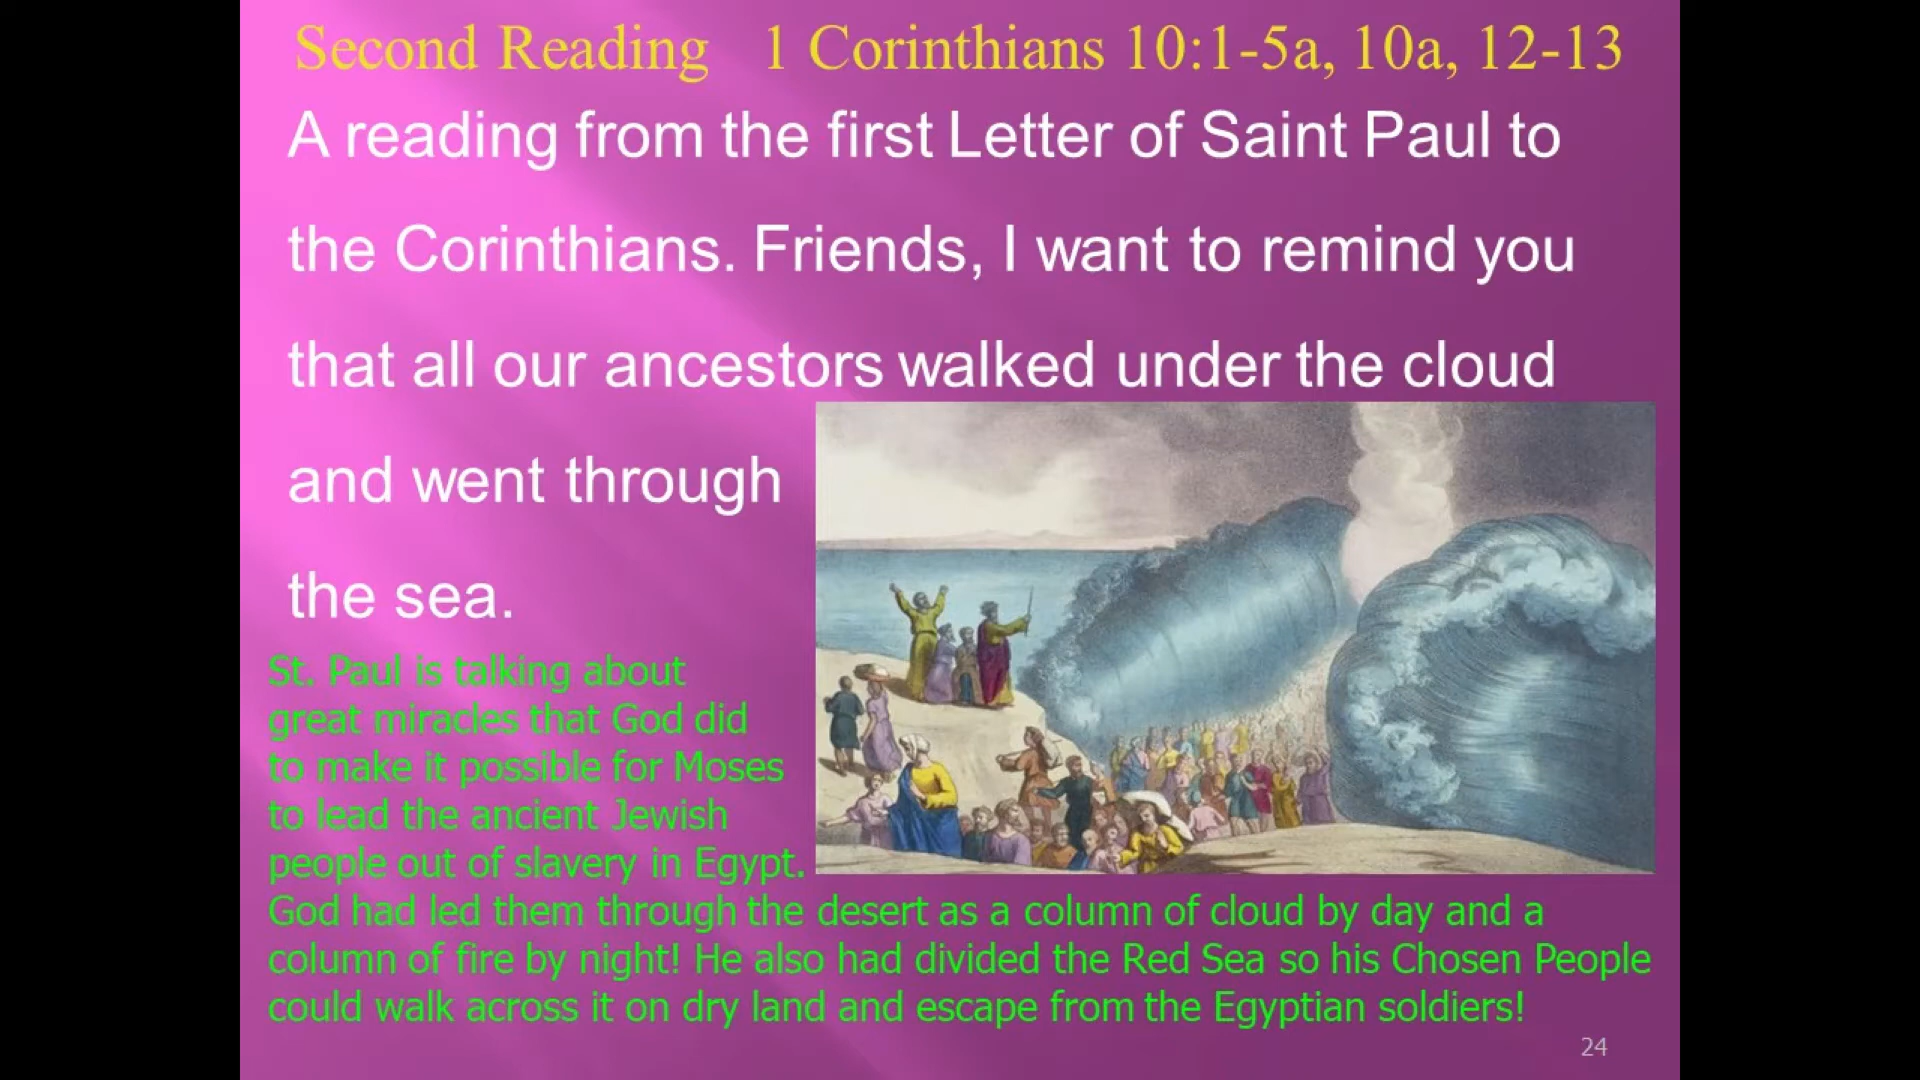 Second Reading 1 Corinthians 10:1-5a, 10a, 12-13
A reading from the first Letter of Saint Paul to
the Corinthians. Friends, I want to remind you
that all our ancestors walked under the cloud
and went through
the sea.
St. Paul is talking about
great miracles that God did
to make it possible for Moses
to lead the ancient Jewish
people out of slavery in Egypt.
God had led them through the desert as a column of cloud by day and a
column of fire by night! He also had divided the Red Sea so his Chosen People
could walk across it on dry land and escape from the Egyptian soldiers!
24